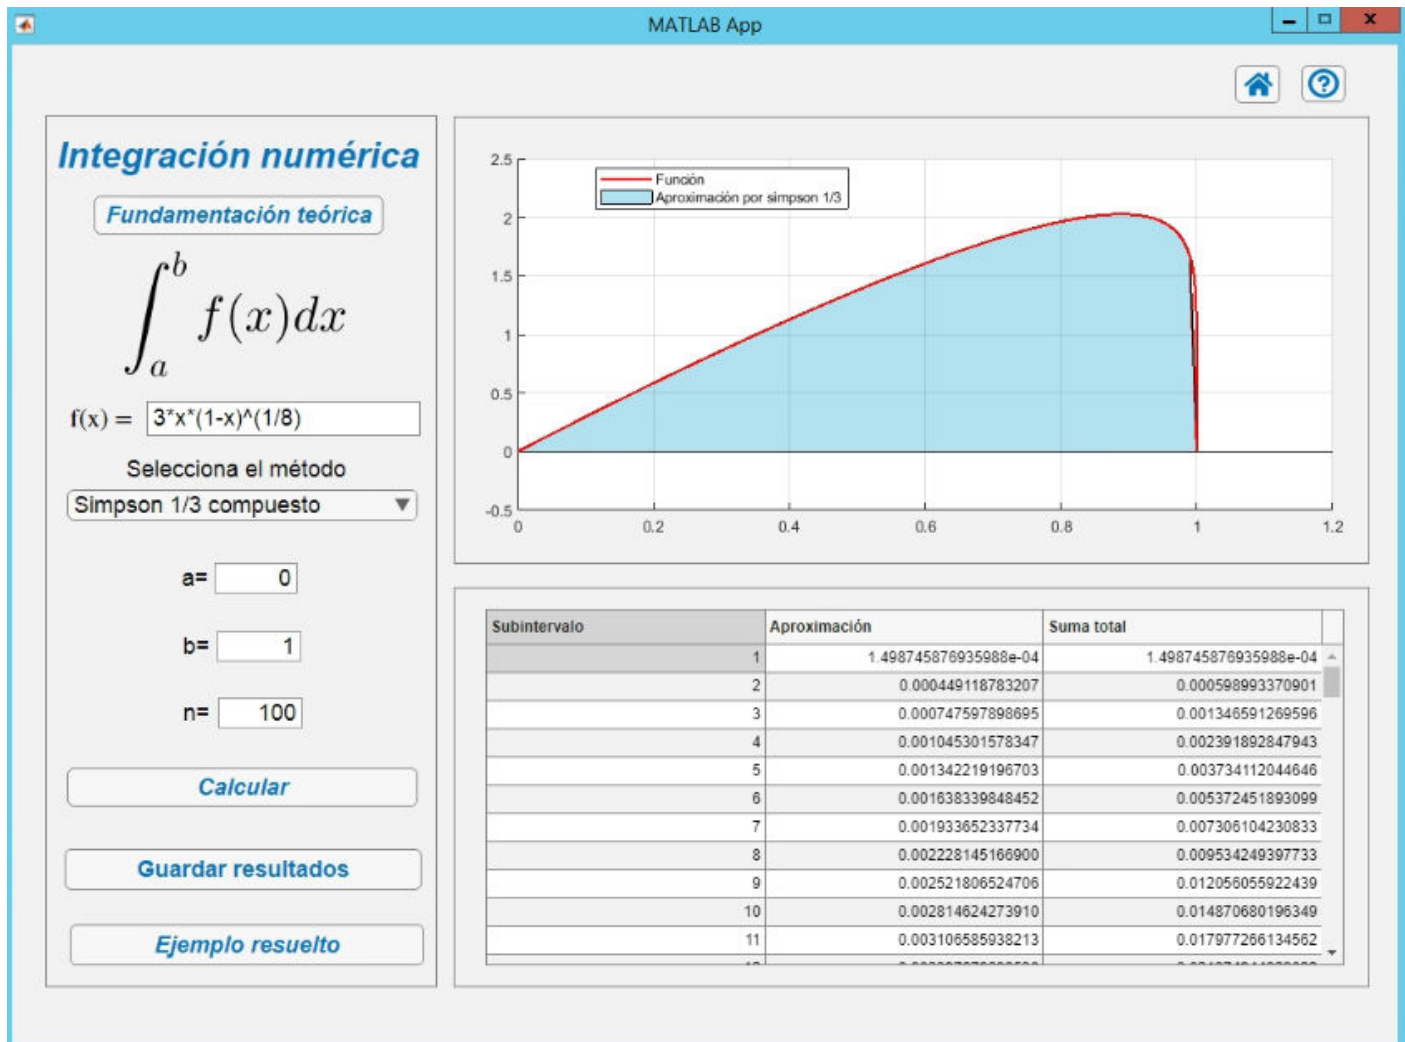 MATLAB App
Integración numérica
Fundamentación teórica
∫_a^b f(x)dx
f(x) = 3*x*(1-x)^(1/8)
Selecciona el método
Simpson 1/3 compuesto
a= 0
b= 1
n= 100
Calcular
Guardar resultados
Ejemplo resuelto
Función
Aproximación por simpson 1/3
2.5
2
1.5
1
0.5
0
-0.5
0 0.2 0.4 0.6 0.8 1 1.2
Subintervalo Aproximación Suma total
1 1.498745876935988e-04 1.498745876935988e-04
2 0.000449118783207 0.000598993370901
3 0.000747597898695 0.001346591269596
4 0.001045301578347 0.002391892847943
5 0.001342219196703 0.003734112044646
6 0.001638339848452 0.005372451893099
7 0.001933652337734 0.007306104230833
8 0.002228145166900 0.009534249397733
9 0.002521806524706 0.012056055922439
10 0.002814624273910 0.014870680196349
11 0.003106585938213 0.017977266134562